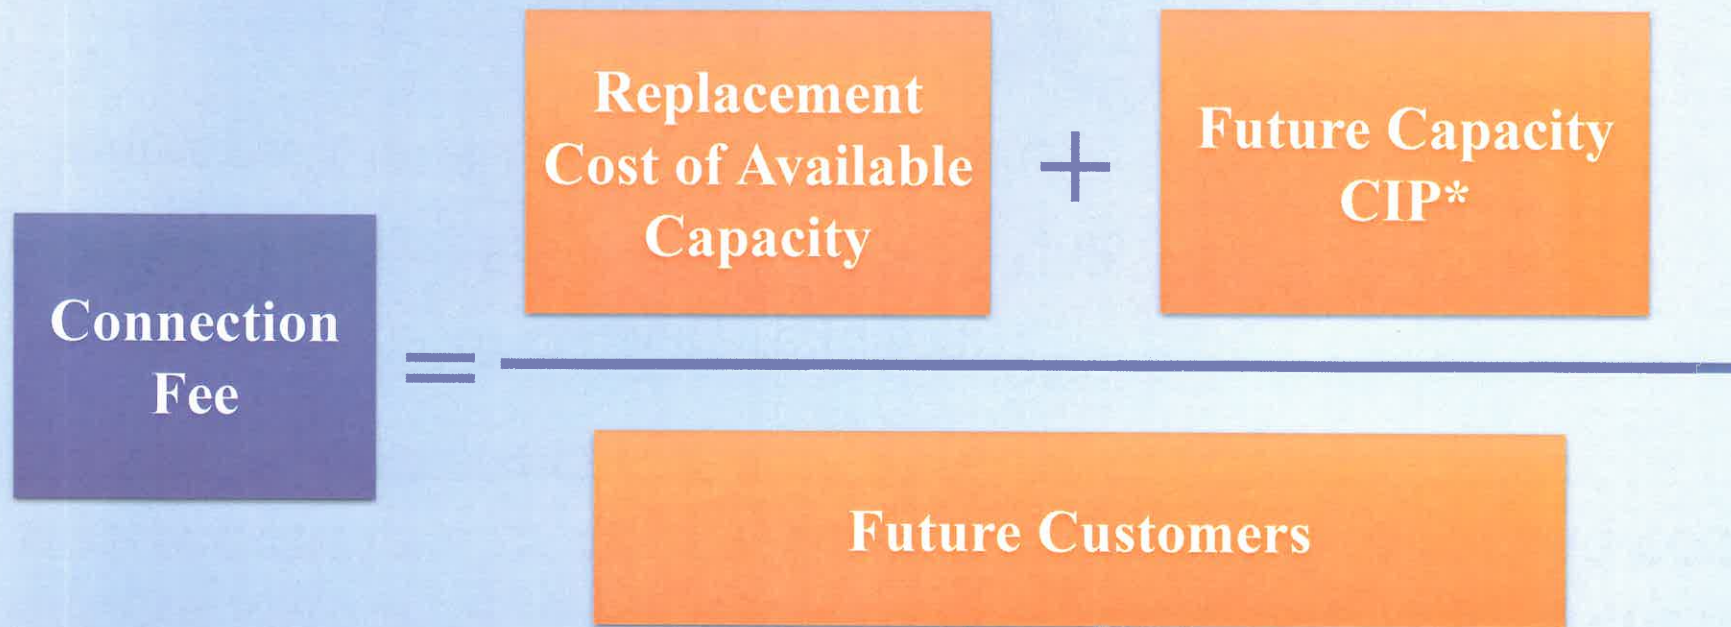 Replacement
Cost of Available
Capacity
+
Future Capacity
CIP*
Connection
Fee
=
Future Customers